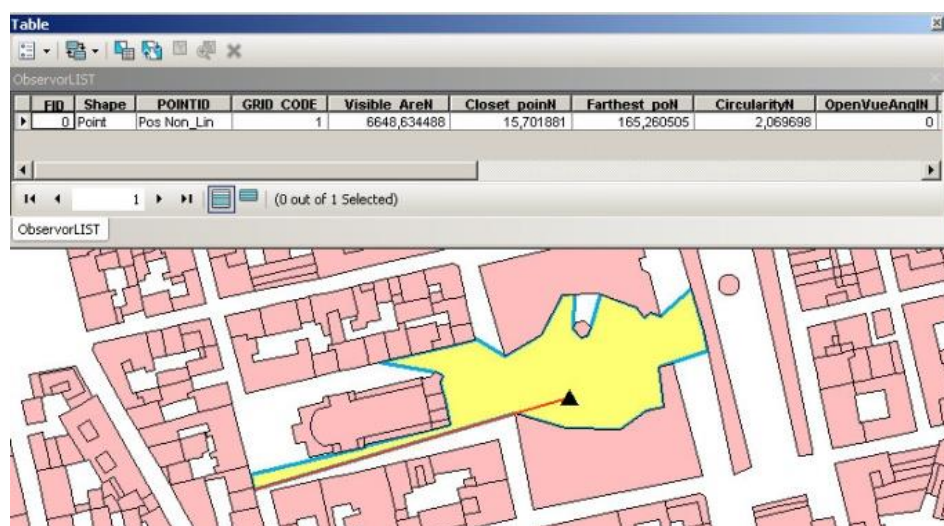 Table
ObservorLIST
FID Shape POINTID GRID_CODE Visible_AreN Closet_poinN Farthest_poN CircularityN OpenVueAnglN
0 Point Pos Non_Lin 1 6648,634488 15,701881 165,260505 2,069698 0
1 (0 out of 1 Selected)
ObservorLIST